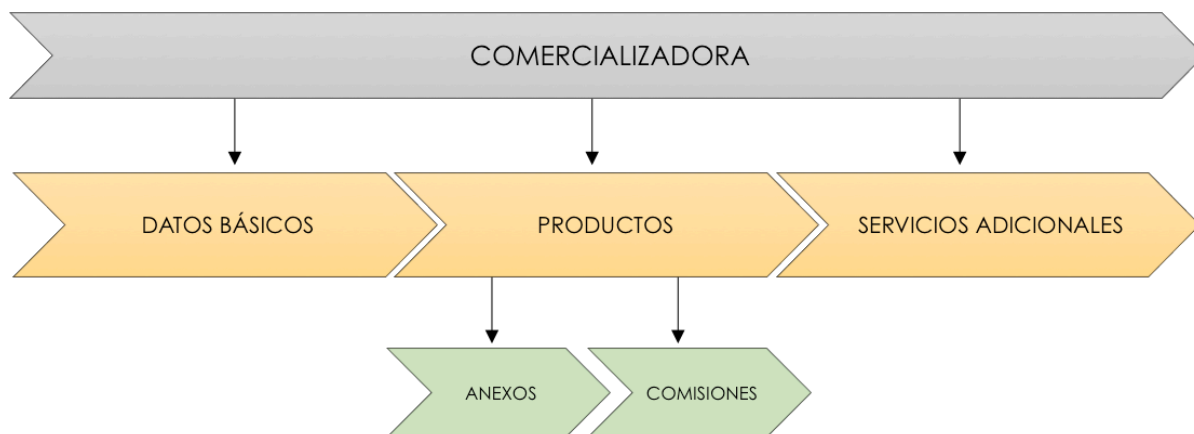 COMERCIALIZADORA
DATOS BÁSICOS
PRODUCTOS
SERVICIOS ADICIONALES
ANEXOS
COMISIONES